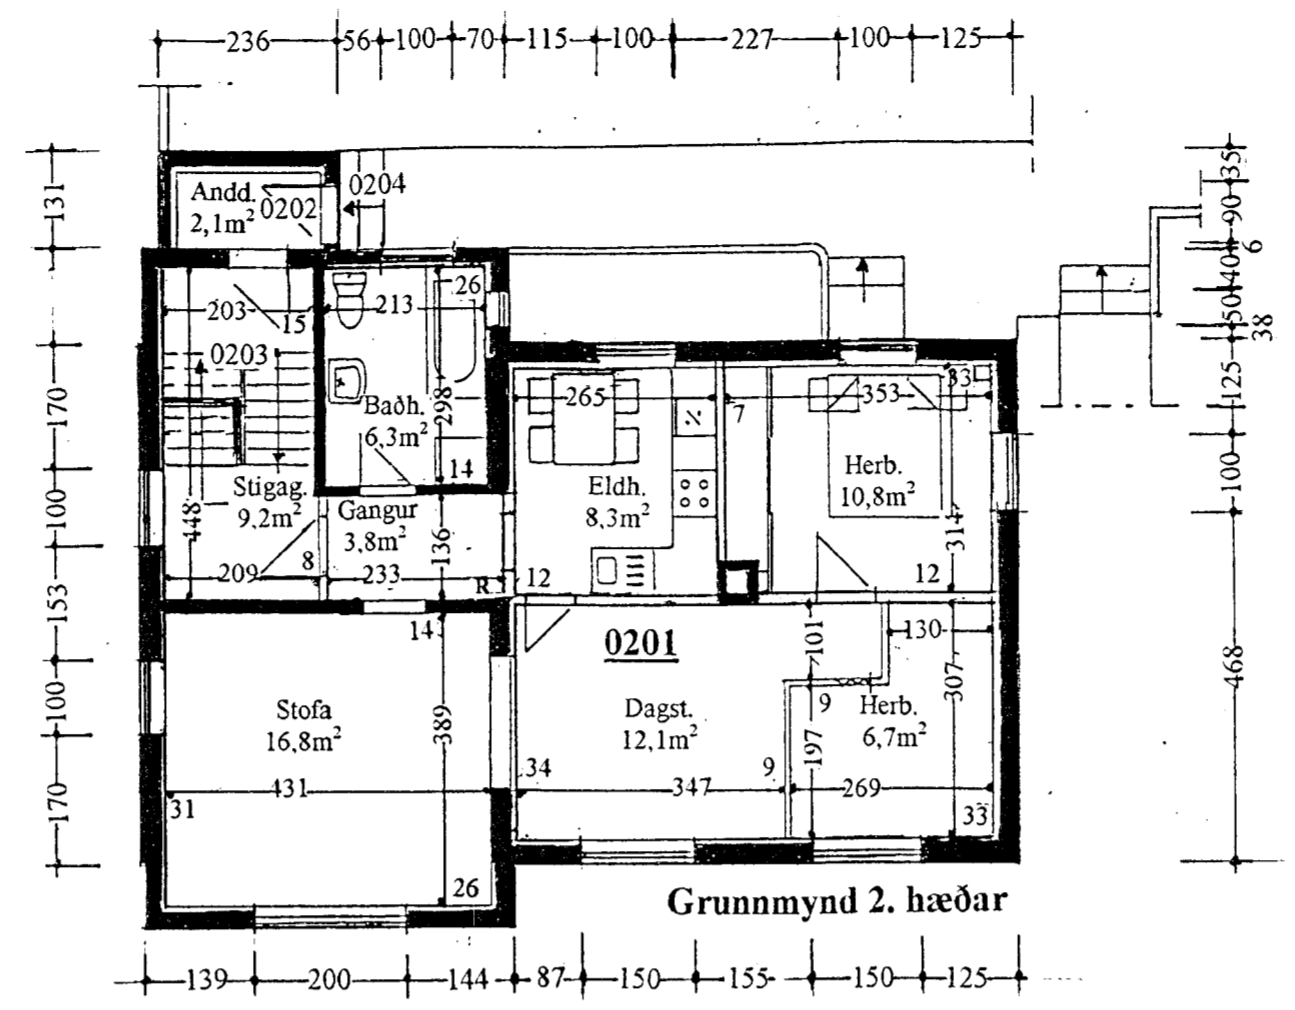 236 56 100 70 115 100 227 100 125
131
170
100
153
100
170
35
90
6
40
50
38
125
100
468
Andd.
2,1m²
0202
0204
203
15
0203
Stigag.
9,2m²
448
209
8
213
26
Baðh.
6,3m²
298
14
Gangur
3,8m²
136
233
R.
265
7
Eldh.
8,3m²
12
353
33
Herb.
10,8m²
314
12
14
Stofa
16,8m²
389
431
31
26
0201
101
130
307
Dagst.
12,1m²
9
Herb.
6,7m²
197
34
347
9
269
33
Grunnmynd 2. hæðar
139 200 144 87 150 155 150 125